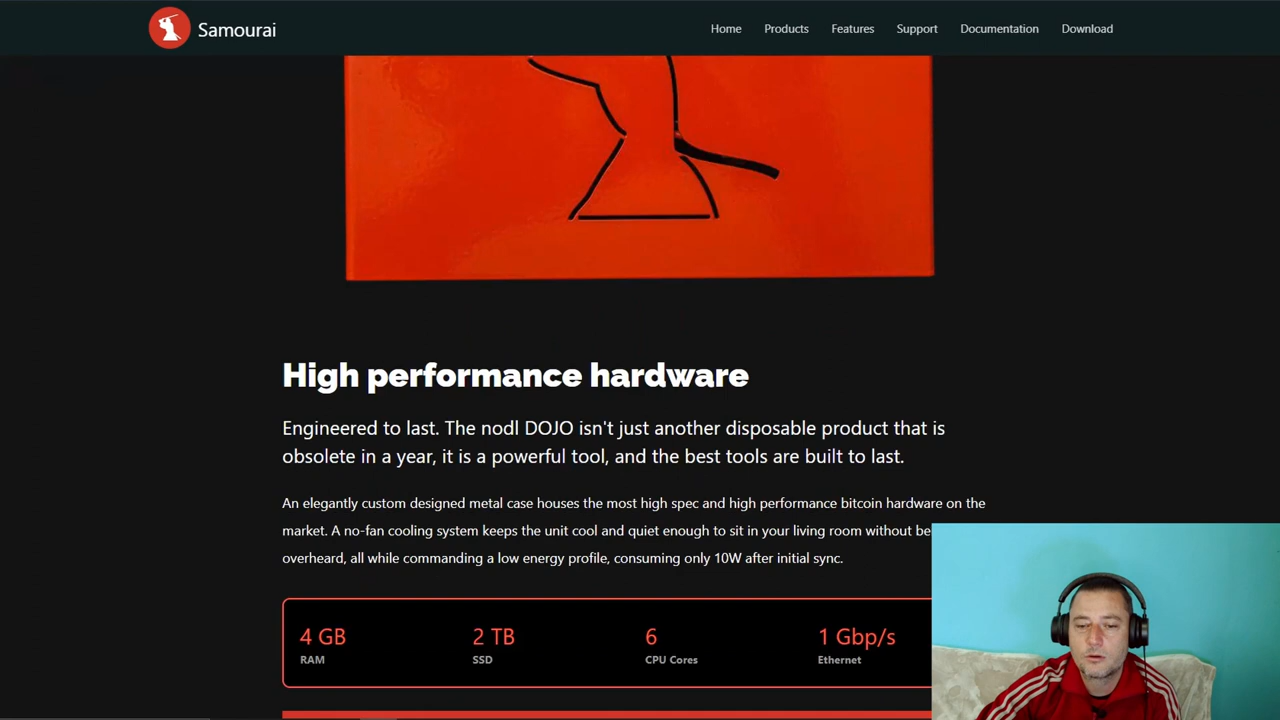 Samourai
Home
Products
Features
Support
Documentation
Download
High performance hardware
Engineered to last. The nodl DOJO isn't just another disposable product that is
obsolete in a year, it is a powerful tool, and the best tools are built to last.
An elegantly custom designed metal case houses the most high spec and high performance bitcoin hardware on the
market. A no-fan cooling system keeps the unit cool and quiet enough to sit in your living room without be
overheard, all while commanding a low energy profile, consuming only 10W after initial sync.
4 GB
RAM
2 TB
SSD
6
CPU Cores
1 Gbp/s
Ethernet